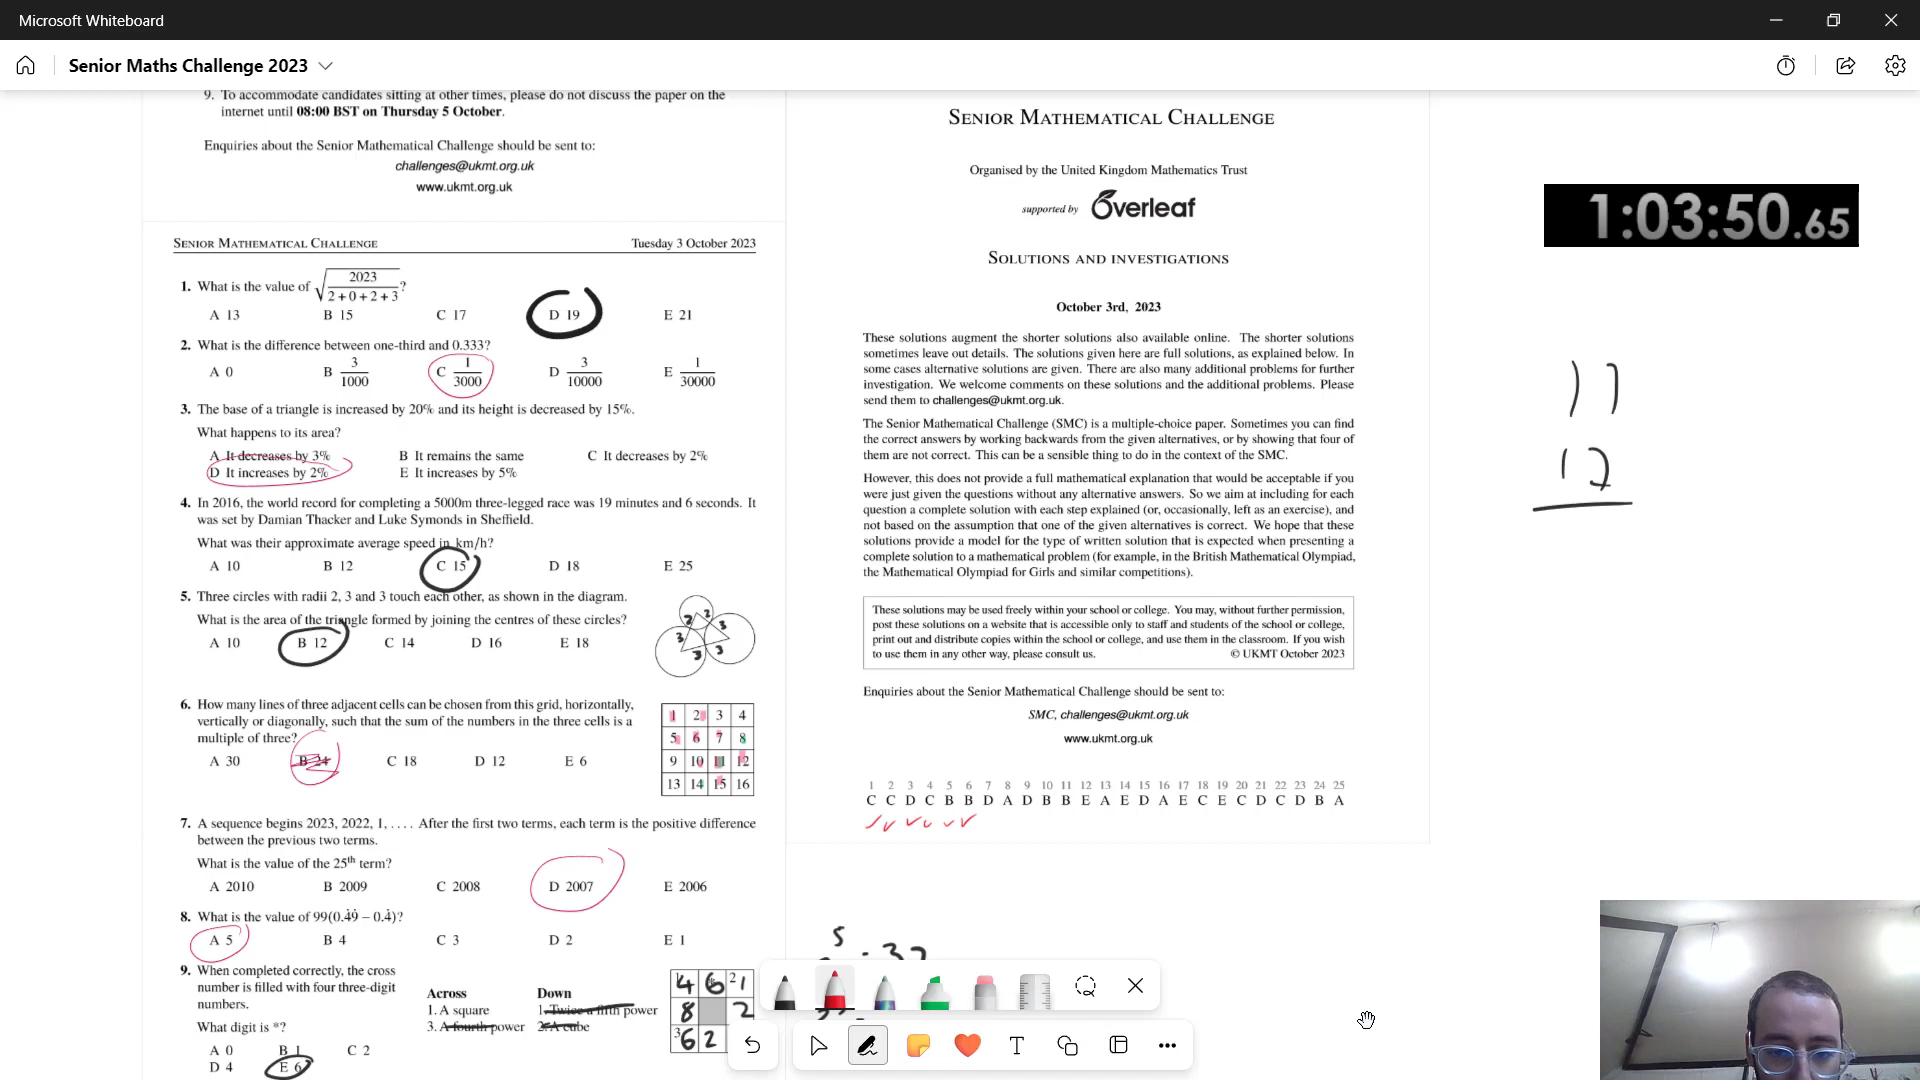 Microsoft Whiteboard
Senior Maths Challenge 2023
9. To accommodate candidates sitting at other times, please do not discuss the paper on the
internet until 08:00 BST on Thursday 5 October.
Enquiries about the Senior Mathematical Challenge should be sent to:
challenges@ukmt.org.uk
www.ukmt.org.uk
SENIOR MATHEMATICAL CHALLENGE Tuesday 3 October 2023
1. What is the value of √(2023/(2+0+2+3))?
A 13 B 15 C 17 D 19 E 21
2. What is the difference between one-third and 0.333?
A 0 B 3/1000 C 1/3000 D 3/10000 E 1/30000
3. The base of a triangle is increased by 20% and its height is decreased by 15%.
What happens to its area?
A It decreases by 3% B It remains the same C It decreases by 2%
D It increases by 2% E It increases by 5%
4. In 2016, the world record for completing a 5000m three-legged race was 19 minutes and 6 seconds. It
was set by Damian Thacker and Luke Symonds in Sheffield.
What was their approximate average speed in km/h?
A 10 B 12 C 15 D 18 E 25
5. Three circles with radii 2, 3 and 3 touch each other, as shown in the diagram.
What is the area of the triangle formed by joining the centres of these circles?
A 10 B 12 C 14 D 16 E 18
2 2
3 3
3 3
6. How many lines of three adjacent cells can be chosen from this grid, horizontally,
vertically or diagonally, such that the sum of the numbers in the three cells is a
multiple of three?
A 30 B 24 C 18 D 12 E 6
1 2 3 4
5 6 7 8
9 10 11 12
13 14 15 16
7. A sequence begins 2023, 2022, 1, . . . . After the first two terms, each term is the positive difference
between the previous two terms.
What is the value of the 25th term?
A 2010 B 2009 C 2008 D 2007 E 2006
8. What is the value of 99(0.4̇9̇ − 0.4̇)?
A 5 B 4 C 3 D 2 E 1
9. When completed correctly, the cross
number is filled with four three-digit
numbers.
What digit is *?
A 0 B 1 C 2
D 4 E 6
Across Down
1. A square 1. Twice a fifth power
3. A fourth power 2. A cube
1 4 6 2 1
8 2
3 6 2
SENIOR MATHEMATICAL CHALLENGE
Organised by the United Kingdom Mathematics Trust
supported by Overleaf
SOLUTIONS AND INVESTIGATIONS
October 3rd, 2023
These solutions augment the shorter solutions also available online. The shorter solutions
sometimes leave out details. The solutions given here are full solutions, as explained below. In
some cases alternative solutions are given. There are also many additional problems for further
investigation. We welcome comments on these solutions and the additional problems. Please
send them to challenges@ukmt.org.uk.
The Senior Mathematical Challenge (SMC) is a multiple-choice paper. Sometimes you can find
the correct answers by working backwards from the given alternatives, or by showing that four of
them are not correct. This can be a sensible thing to do in the context of the SMC.
However, this does not provide a full mathematical explanation that would be acceptable if you
were just given the questions without any alternative answers. So we aim at including for each
question a complete solution with each step explained (or, occasionally, left as an exercise), and
not based on the assumption that one of the given alternatives is correct. We hope that these
solutions provide a model for the type of written solution that is expected when presenting a
complete solution to a mathematical problem (for example, in the British Mathematical Olympiad,
the Mathematical Olympiad for Girls and similar competitions).
These solutions may be used freely within your school or college. You may, without further permission,
post these solutions on a website that is accessible only to staff and students of the school or college,
print out and distribute copies within the school or college, and use them in the classroom. If you wish
to use them in any other way, please consult us. © UKMT October 2023
Enquiries about the Senior Mathematical Challenge should be sent to:
SMC, challenges@ukmt.org.uk
www.ukmt.org.uk
1 2 3 4 5 6 7 8 9 10 11 12 13 14 15 16 17 18 19 20 21 22 23 24 25
C C D C B B D A D B B E A E D A E C E C D C D B A
5
1:03:50.65
17
17